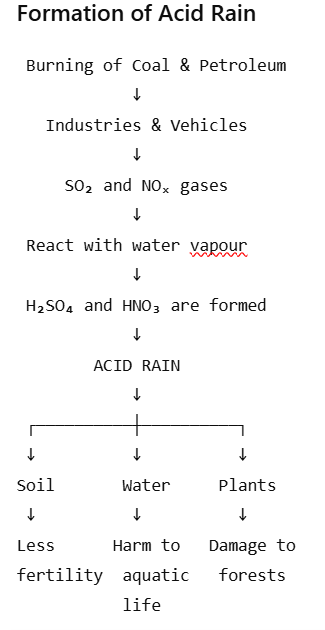 Formation of Acid Rain
Burning of Coal & Petroleum
↓
Industries & Vehicles
↓
SO₂ and NOₓ gases
↓
React with water vapour
↓
H₂SO₄ and HNO₃ are formed
↓
ACID RAIN
↓
↓ ↓ ↓
Soil Water Plants
↓ ↓ ↓
Less Harm to Damage to
fertility aquatic forests
life